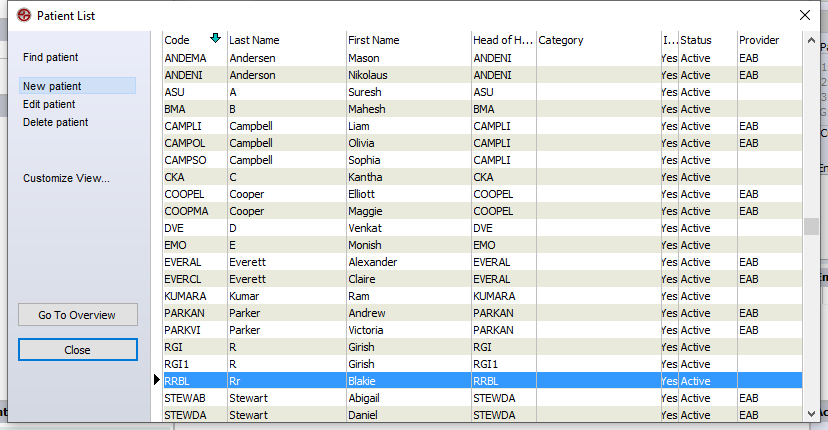 Patient List
Find patient
New patient
Edit patient
Delete patient
Customize View...
Go To Overview
Close
Code Last Name First Name Head of H... Category I... Status Provider
ANDEMA Andersen Mason ANDENI Yes Active EAB
ANDENI Anderson Nikolaus ANDENI Yes Active EAB
ASU A Suresh ASU Yes Active
BMA B Mahesh BMA Yes Active
CAMPLI Campbell Liam CAMPLI Yes Active EAB
CAMPOL Campbell Olivia CAMPLI Yes Active EAB
CAMPSO Campbell Sophia CAMPLI Yes Active
CKA C Kantha CKA Yes Active
COOPEL Cooper Elliott COOPEL Yes Active EAB
COOPMA Cooper Maggie COOPEL Yes Active EAB
DVE D Venkat DVE Yes Active
EMO E Monish EMO Yes Active
EVERAL Everett Alexander EVERAL Yes Active EAB
EVERCL Everett Claire EVERAL Yes Active EAB
KUMARA Kumar Ram KUMARA Yes Active
PARKAN Parker Andrew PARKAN Yes Active EAB
PARKVI Parker Victoria PARKAN Yes Active EAB
RGI R Girish RGI Yes Active
RGI1 R Girish RGI1 Yes Active
RRBL Rr Blakie RRBL Yes Active
STEWAB Stewart Abigail STEWDA Yes Active EAB
STEWDA Stewart Daniel STEWDA Yes Active EAB